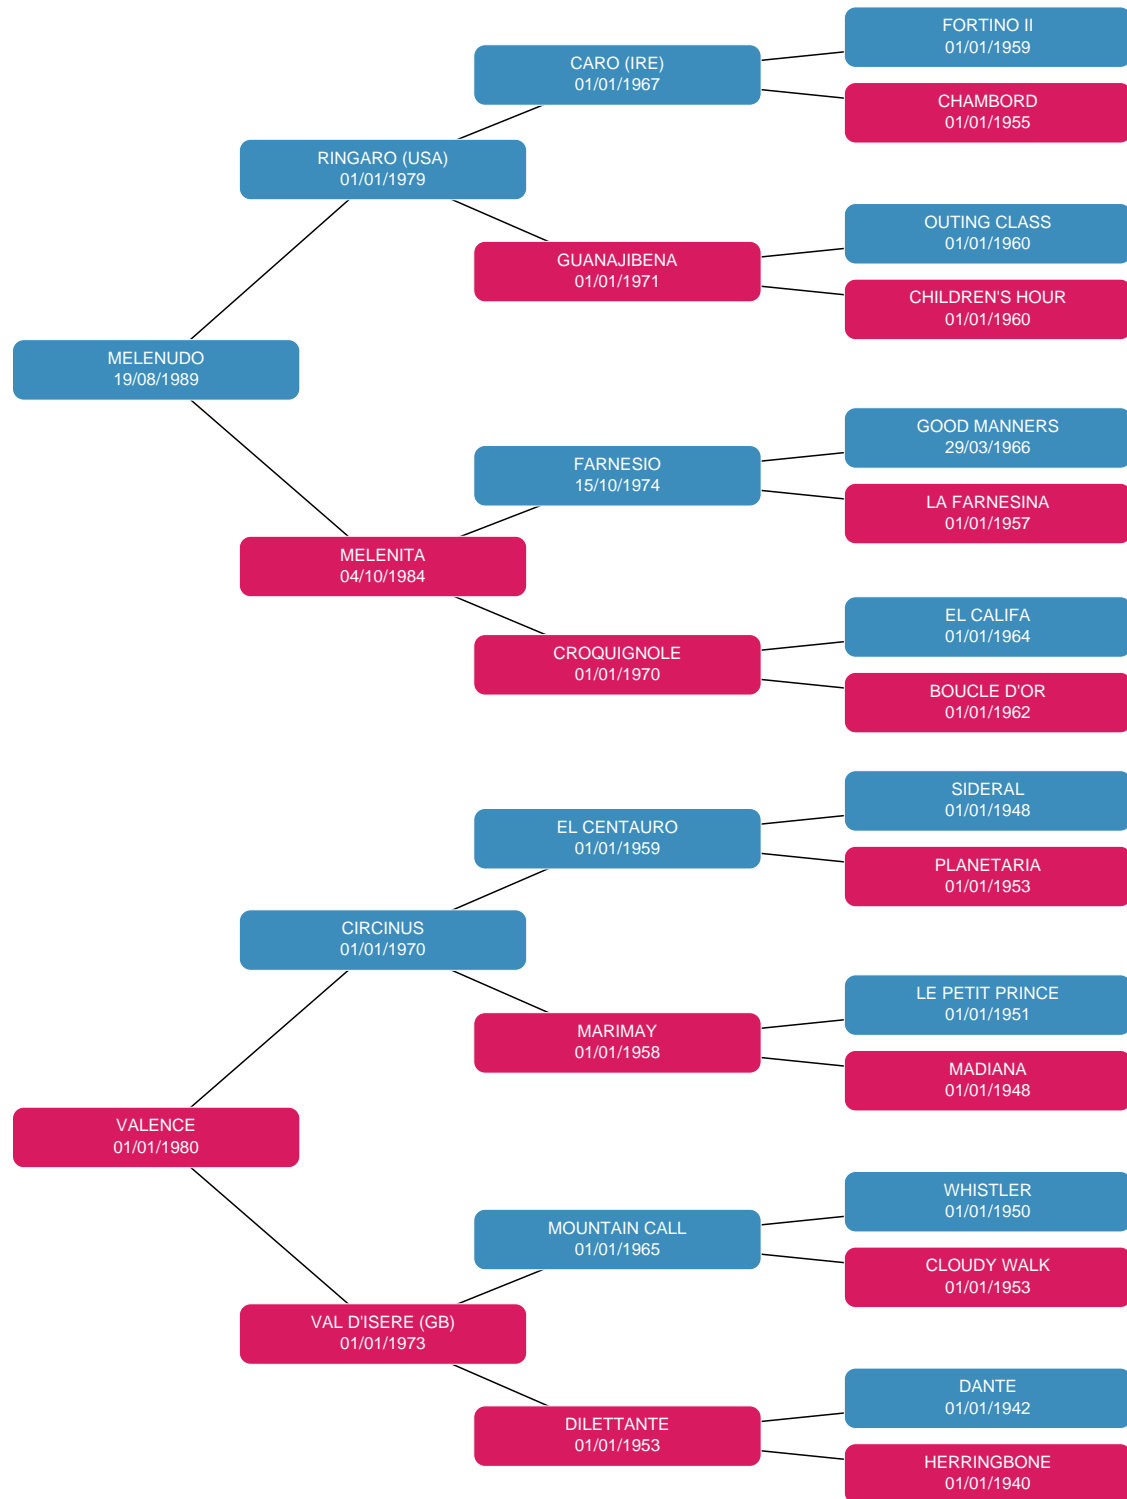 FORTINO II
01/01/1959
CARO (IRE)
01/01/1967
CHAMBORD
01/01/1955
RINGARO (USA)
01/01/1979
OUTING CLASS
01/01/1960
GUANAJIBENA
01/01/1971
CHILDREN'S HOUR
01/01/1960
MELENUDO
19/08/1989
GOOD MANNERS
29/03/1966
FARNESIO
15/10/1974
LA FARNESINA
01/01/1957
MELENITA
04/10/1984
EL CALIFA
01/01/1964
CROQUIGNOLE
01/01/1970
BOUCLE D'OR
01/01/1962
SIDERAL
01/01/1948
EL CENTAURO
01/01/1959
PLANETARIA
01/01/1953
CIRCINUS
01/01/1970
LE PETIT PRINCE
01/01/1951
MARIMAY
01/01/1958
MADIANA
01/01/1948
VALENCE
01/01/1980
WHISTLER
01/01/1950
MOUNTAIN CALL
01/01/1965
CLOUDY WALK
01/01/1953
VAL D'ISERE (GB)
01/01/1973
DANTE
01/01/1942
DILETTANTE
01/01/1953
HERRINGBONE
01/01/1940